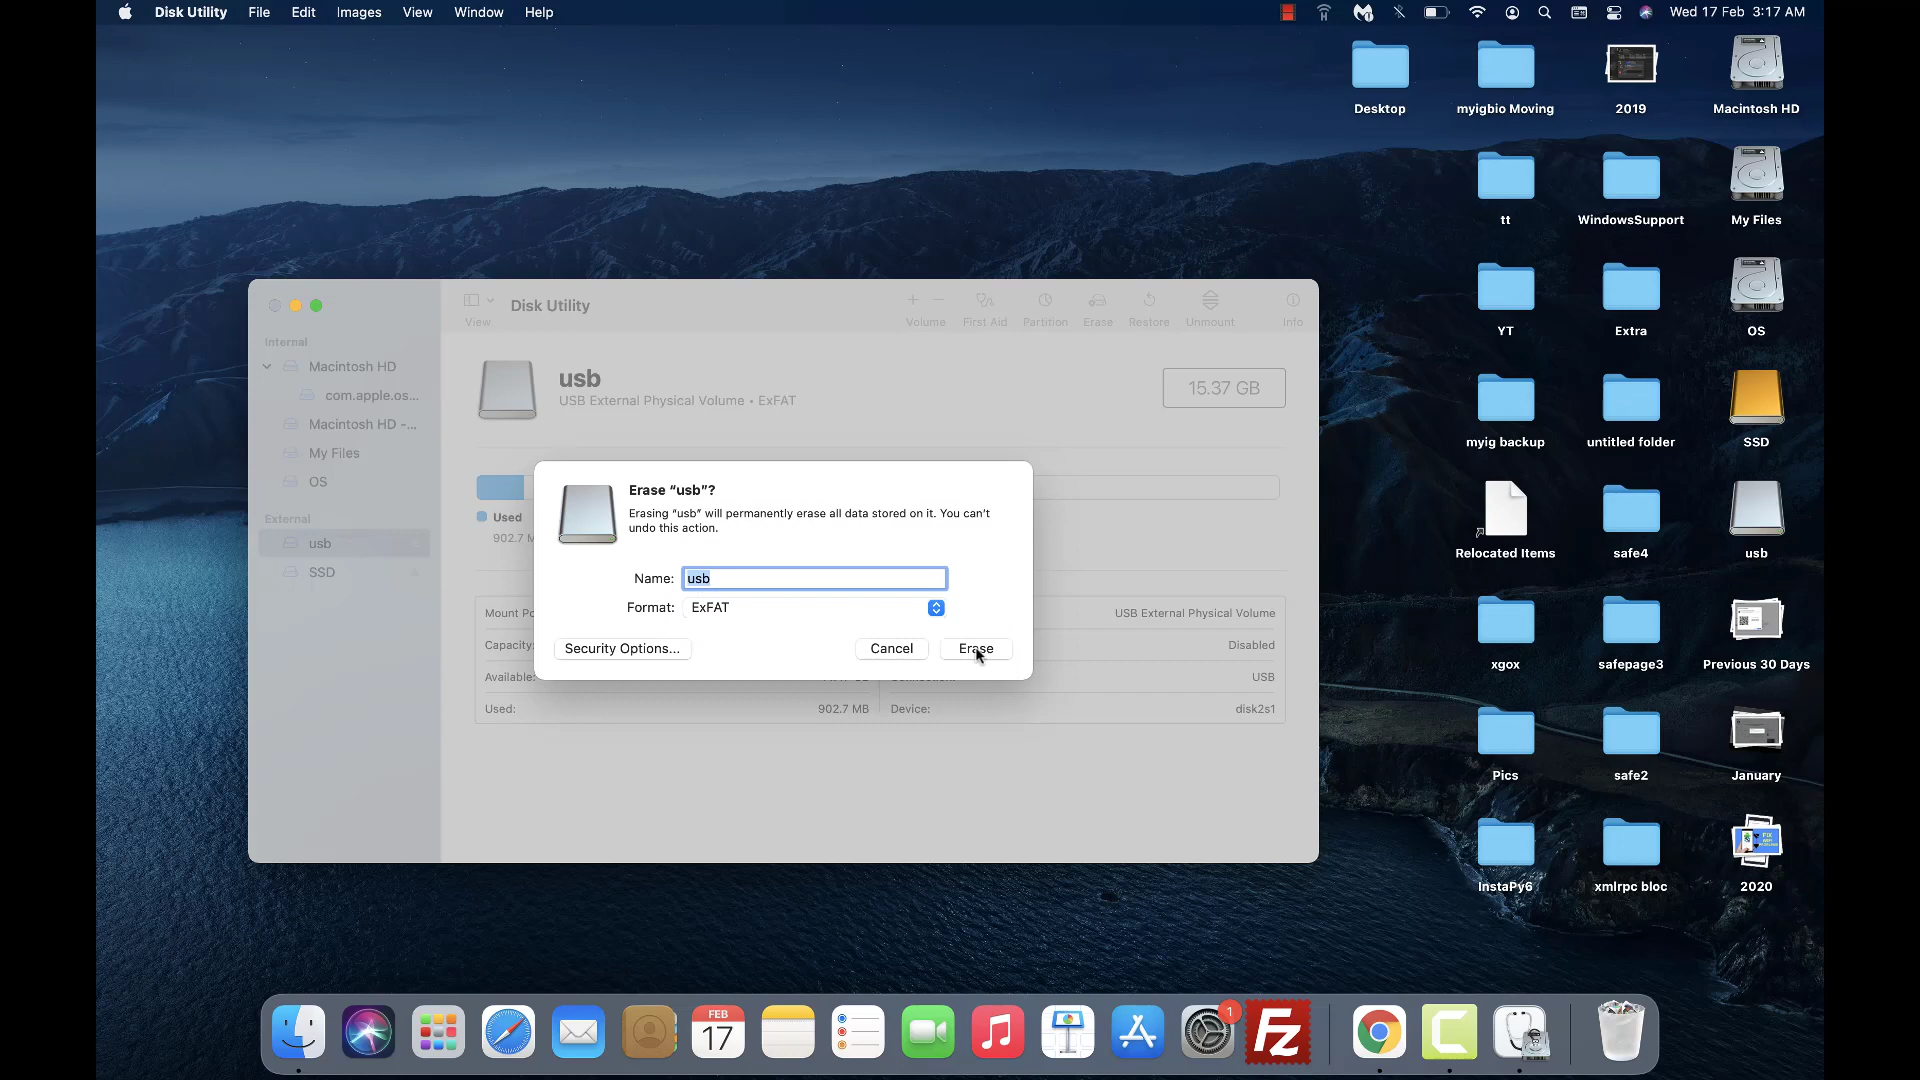 Disk Utility File Edit Images View Window Help
Wed 17 Feb 3:17 AM
Desktop
myigbio Moving
2019
Macintosh HD
tt
WindowsSupport
My Files
YT
Extra
OS
myig backup
untitled folder
SSD
Relocated Items
safe4
usb
xgox
safepage3
Previous 30 Days
Pics
safe2
January
InstaPy6
xmlrpc bloc
2020
View
Disk Utility
Volume
First Aid
Partition
Erase
Restore
Unmount
Info
Internal
Macintosh HD
com.apple.os...
Macintosh HD -...
My Files
OS
External
usb
SSD
usb
USB External Physical Volume • ExFAT
15.37 GB
Used
902.7 M
Erase “usb”?
Erasing “usb” will permanently erase all data stored on it. You can’t
undo this action.
Name: usb
Format: ExFAT
Security Options...
Cancel
Erase
Mount Po
USB External Physical Volume
Capacity:
Disabled
Available:
USB
Used: 902.7 MB
Device: disk2s1
FEB
17
1
Fz